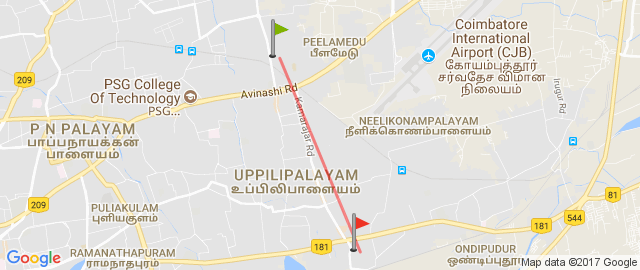 PEELAMEDU
பீளமேடு
Coimbatore
International
Airport (CJB)
கோயம்புத்தூர்
சர்வதேச விமான
நிலையம்
209
PSG College
Of Technology
PSG...
Avinashi Rd
Kamarajar Rd
Irugur Rd
NEELIKONAMPALAYAM
நீளிக்கொணம்பாளையம்
P N PALAYAM
பாப்பநாயக்கன்
பாளையம்
UPPILIPALAYAM
உப்பிலிபாளையம்
209
PULIAKULAM
புளியகுளம்
81
544
181
181
RAMANATHAPURAM
ராமநாதபுரம்
ONDIPUDUR
ஒண்டிப்புதூர்
Google
Map data ©2017 Google